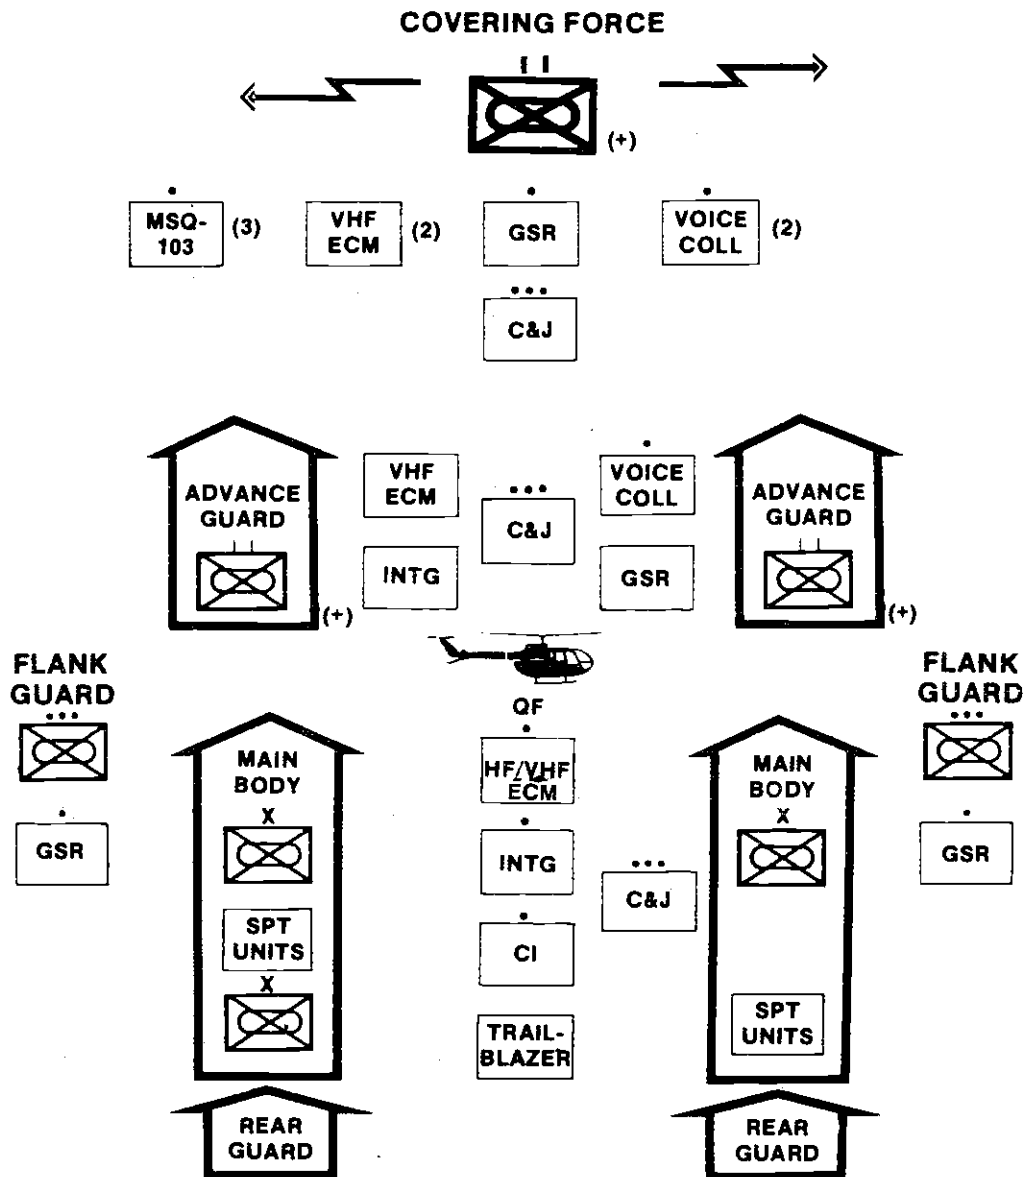 COVERING FORCE
I I
(+)
MSQ-
103
(3)
VHF
ECM
(2)
GSR
VOICE
COLL
(2)
C&J
ADVANCE
GUARD
(+)
VHF
ECM
C&J
VOICE
COLL
INTG
GSR
ADVANCE
GUARD
(+)
FLANK
GUARD
FLANK
GUARD
QF
MAIN
BODY
X
HF/VHF
ECM
MAIN
BODY
X
GSR
INTG
C&J
GSR
SPT
UNITS
X
CI
TRAIL-
BLAZER
SPT
UNITS
REAR
GUARD
REAR
GUARD